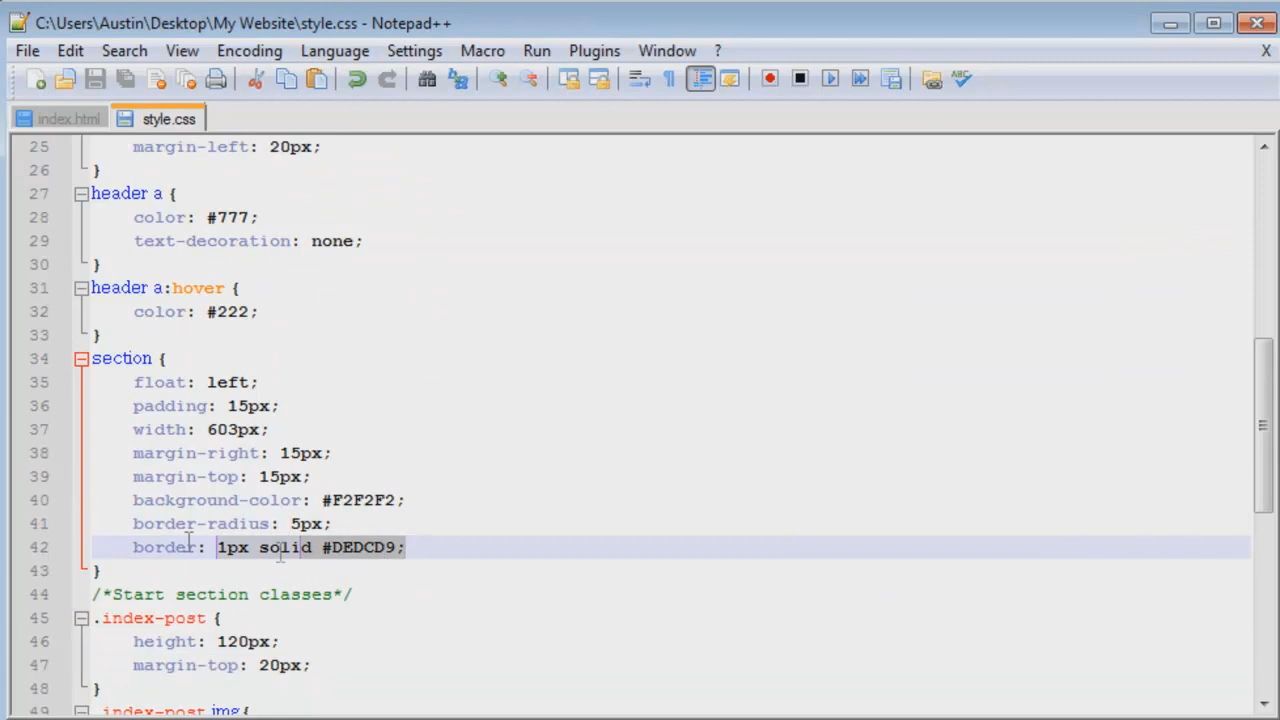 C:\Users\Austin\Desktop\My Website\style.css - Notepad++
File Edit Search View Encoding Language Settings Macro Run Plugins Window ? X
ABC
index.html style.css
25 margin-left: 20px;
26 }
27 header a {
28 color: #777;
29 text-decoration: none;
30 }
31 header a:hover {
32 color: #222;
33 }
34 section {
35 float: left;
36 padding: 15px;
37 width: 603px;
38 margin-right: 15px;
39 margin-top: 15px;
40 background-color: #F2F2F2;
41 border-radius: 5px;
42 border: 1px solid #DEDCD9;
43 }
44 /*Start section classes*/
45 .index-post {
46 height: 120px;
47 margin-top: 20px;
48 }
49 .index-post img{